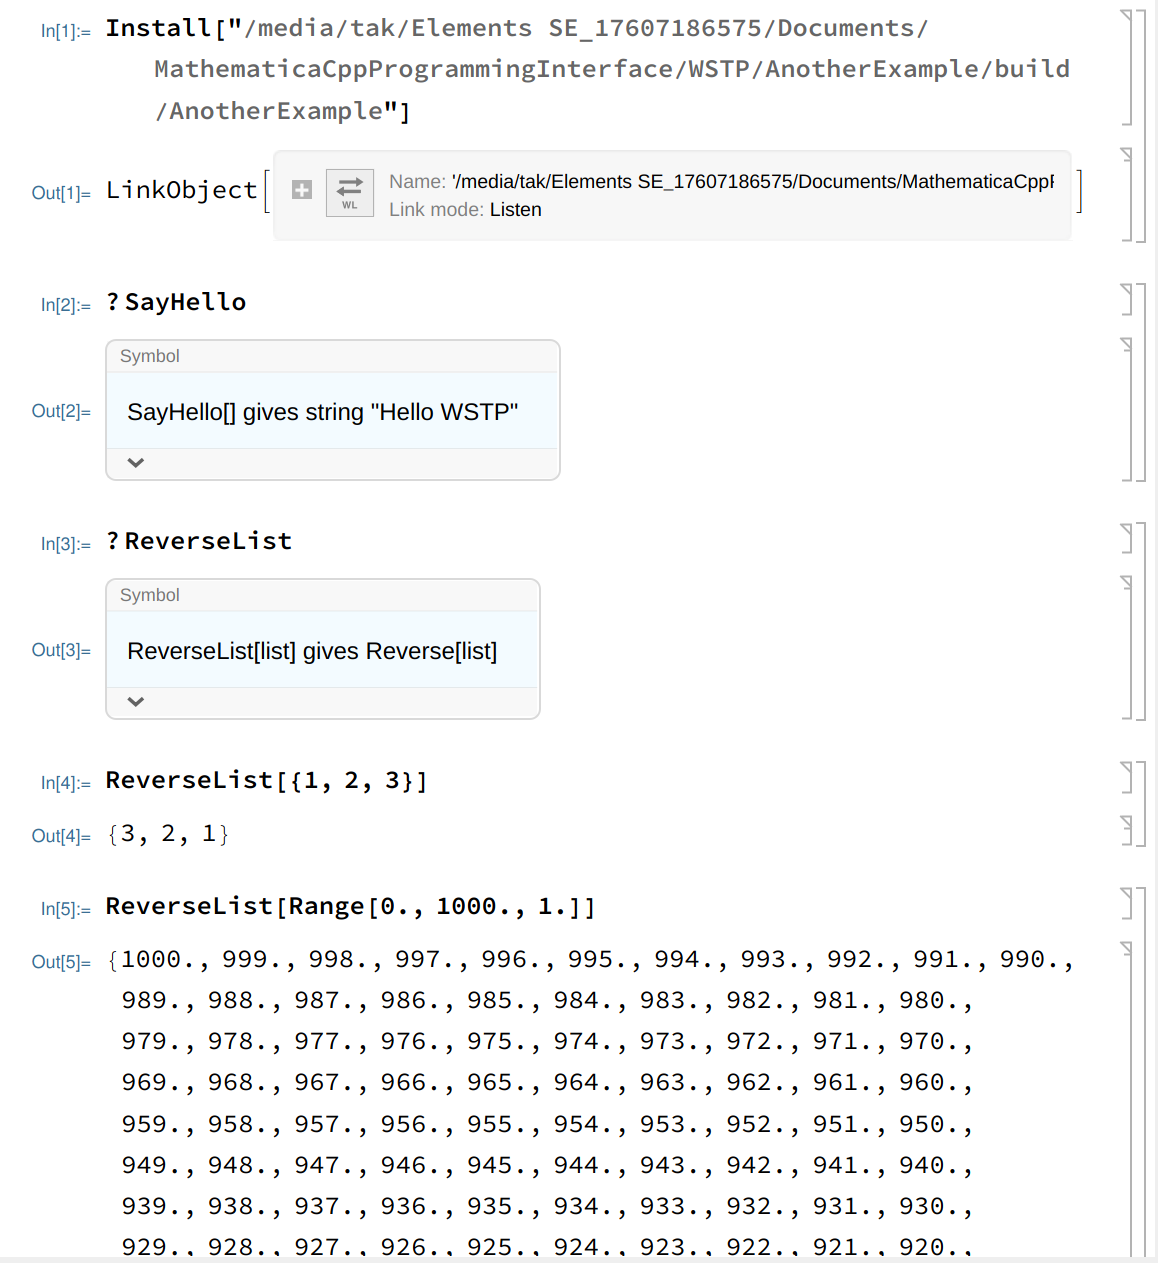 In[1]:= Install["/media/tak/Elements SE_17607186575/Documents/
MathematicaCppProgrammingInterface/WSTP/AnotherExample/build
/AnotherExample"]
Out[1]= LinkObject[
WL
Name: '/media/tak/Elements SE_17607186575/Documents/MathematicaCpp
Link mode: Listen
]
In[2]:= ?SayHello
Symbol
Out[2]= SayHello[] gives string "Hello WSTP"
In[3]:= ?ReverseList
Symbol
Out[3]= ReverseList[list] gives Reverse[list]
In[4]:= ReverseList[{1, 2, 3}]
Out[4]= {3, 2, 1}
In[5]:= ReverseList[Range[0., 1000., 1.]]
Out[5]= {1000., 999., 998., 997., 996., 995., 994., 993., 992., 991., 990.,
989., 988., 987., 986., 985., 984., 983., 982., 981., 980.,
979., 978., 977., 976., 975., 974., 973., 972., 971., 970.,
969., 968., 967., 966., 965., 964., 963., 962., 961., 960.,
959., 958., 957., 956., 955., 954., 953., 952., 951., 950.,
949., 948., 947., 946., 945., 944., 943., 942., 941., 940.,
939., 938., 937., 936., 935., 934., 933., 932., 931., 930.,
929., 928., 927., 926., 925., 924., 923., 922., 921., 920.,